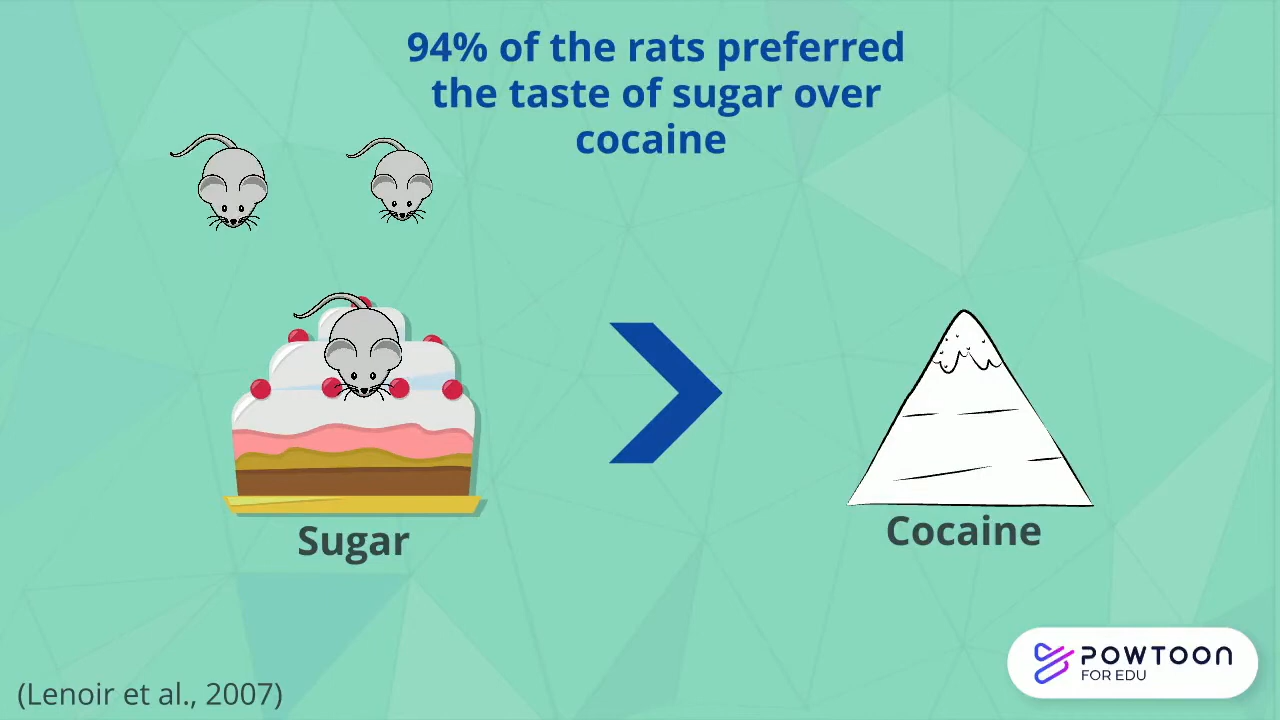 94% of the rats preferred
the taste of sugar over
cocaine
Sugar
Cocaine
POWTOON
FOR EDU
(Lenoir et al., 2007)